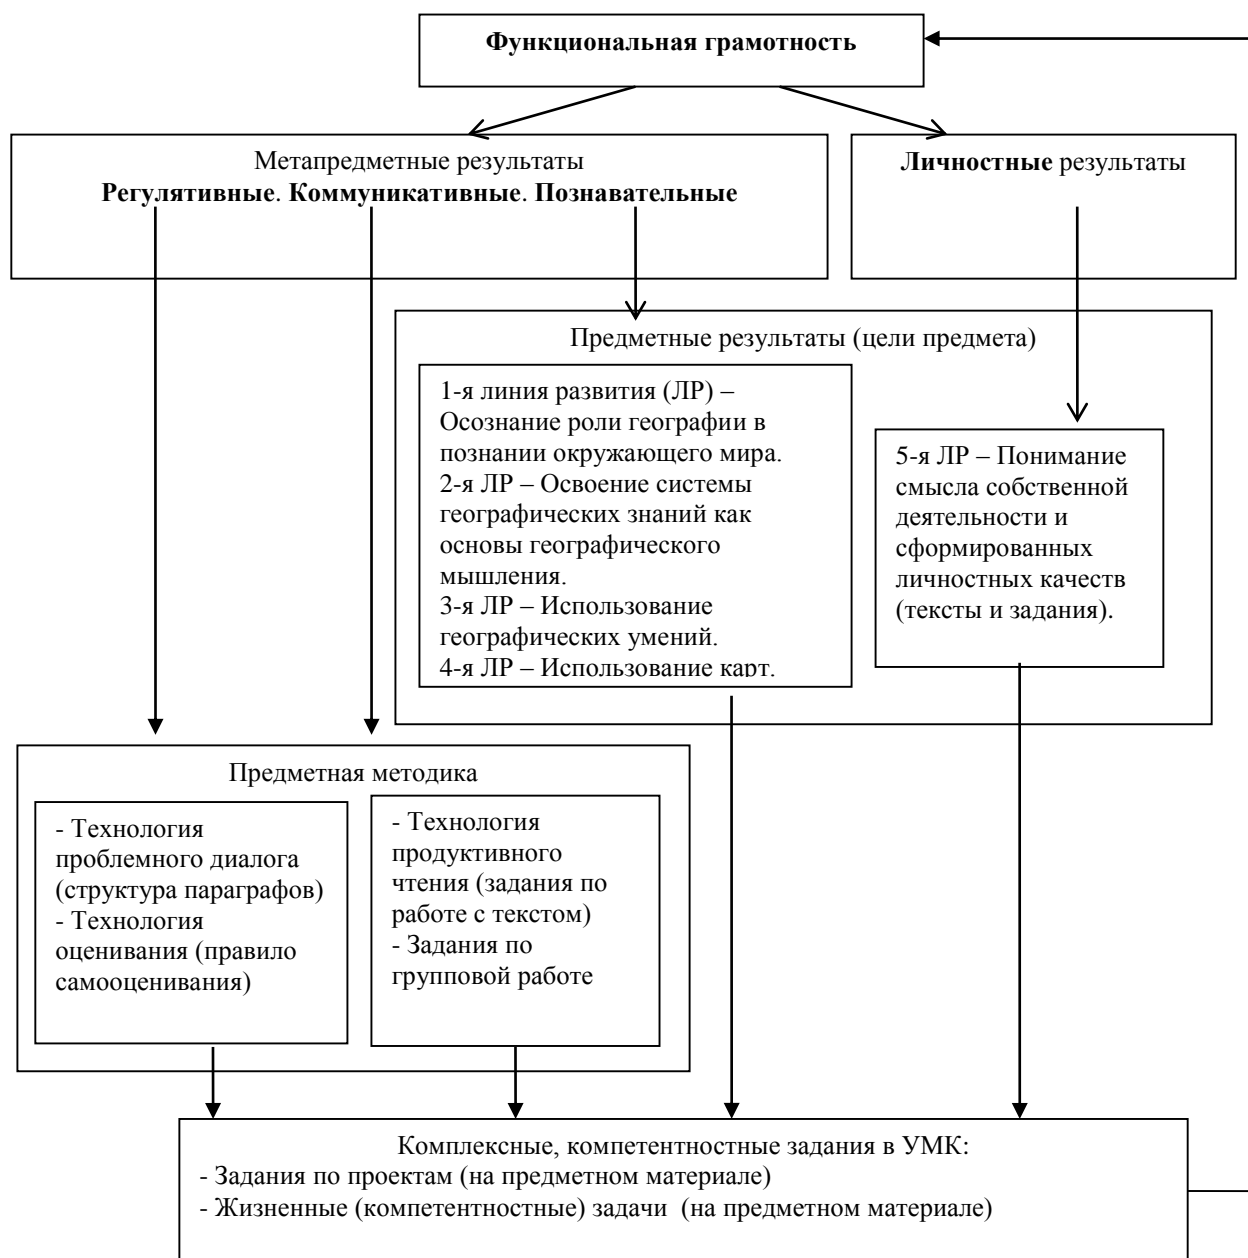 Функциональная грамотность
Метапредметные результаты
Регулятивные. Коммуникативные. Познавательные
Личностные результаты
Предметные результаты (цели предмета)
1-я линия развития (ЛР) –
Осознание роли географии в
познании окружающего мира.
2-я ЛР – Освоение системы
географических знаний как
основы географического
мышления.
3-я ЛР – Использование
географических умений.
4-я ЛР – Использование карт.
5-я ЛР – Понимание
смысла собственной
деятельности и
сформированных
личностных качеств
(тексты и задания).
Предметная методика
- Технология
проблемного диалога
(структура параграфов)
- Технология
оценивания (правило
самооценивания)
- Технология
продуктивного
чтения (задания по
работе с текстом)
- Задания по
групповой работе
Комплексные, компетентностные задания в УМК:
- Задания по проектам (на предметном материале)
- Жизненные (компетентностные) задачи (на предметном материале)